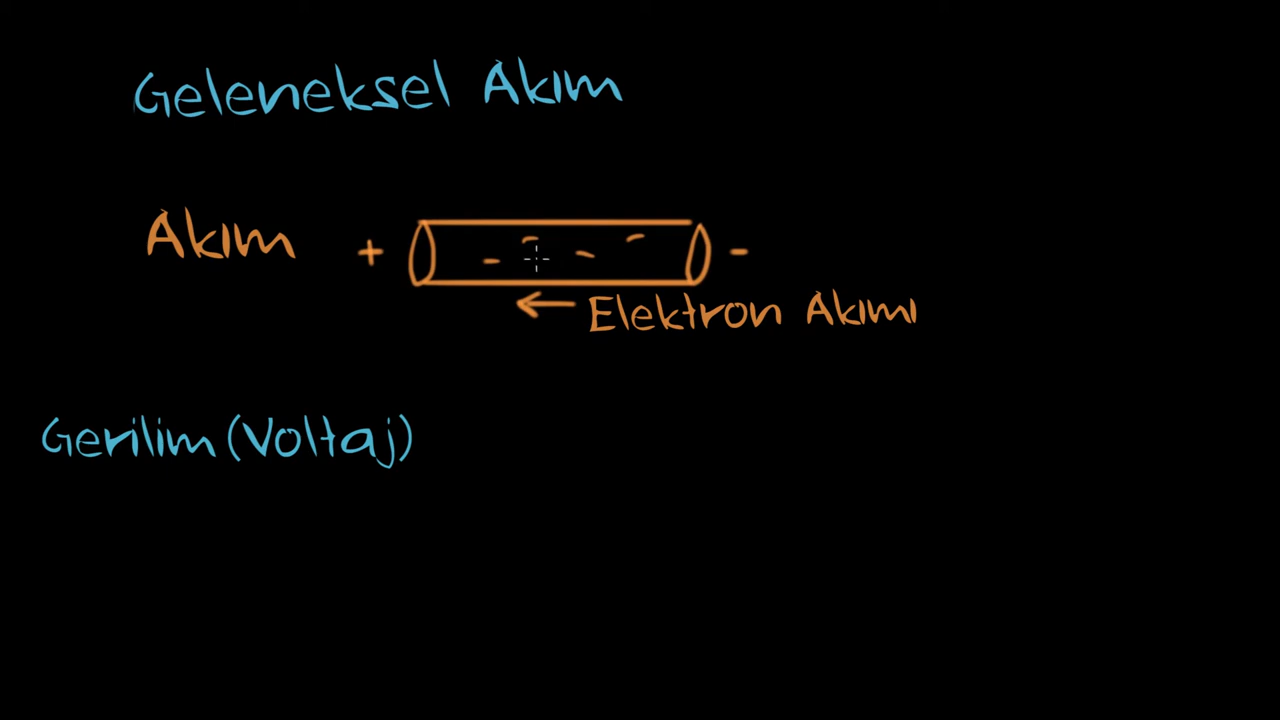 Geleneksel Akım
Akım + - - - - -
← Elektron Akımı
Gerilim (Voltaj)